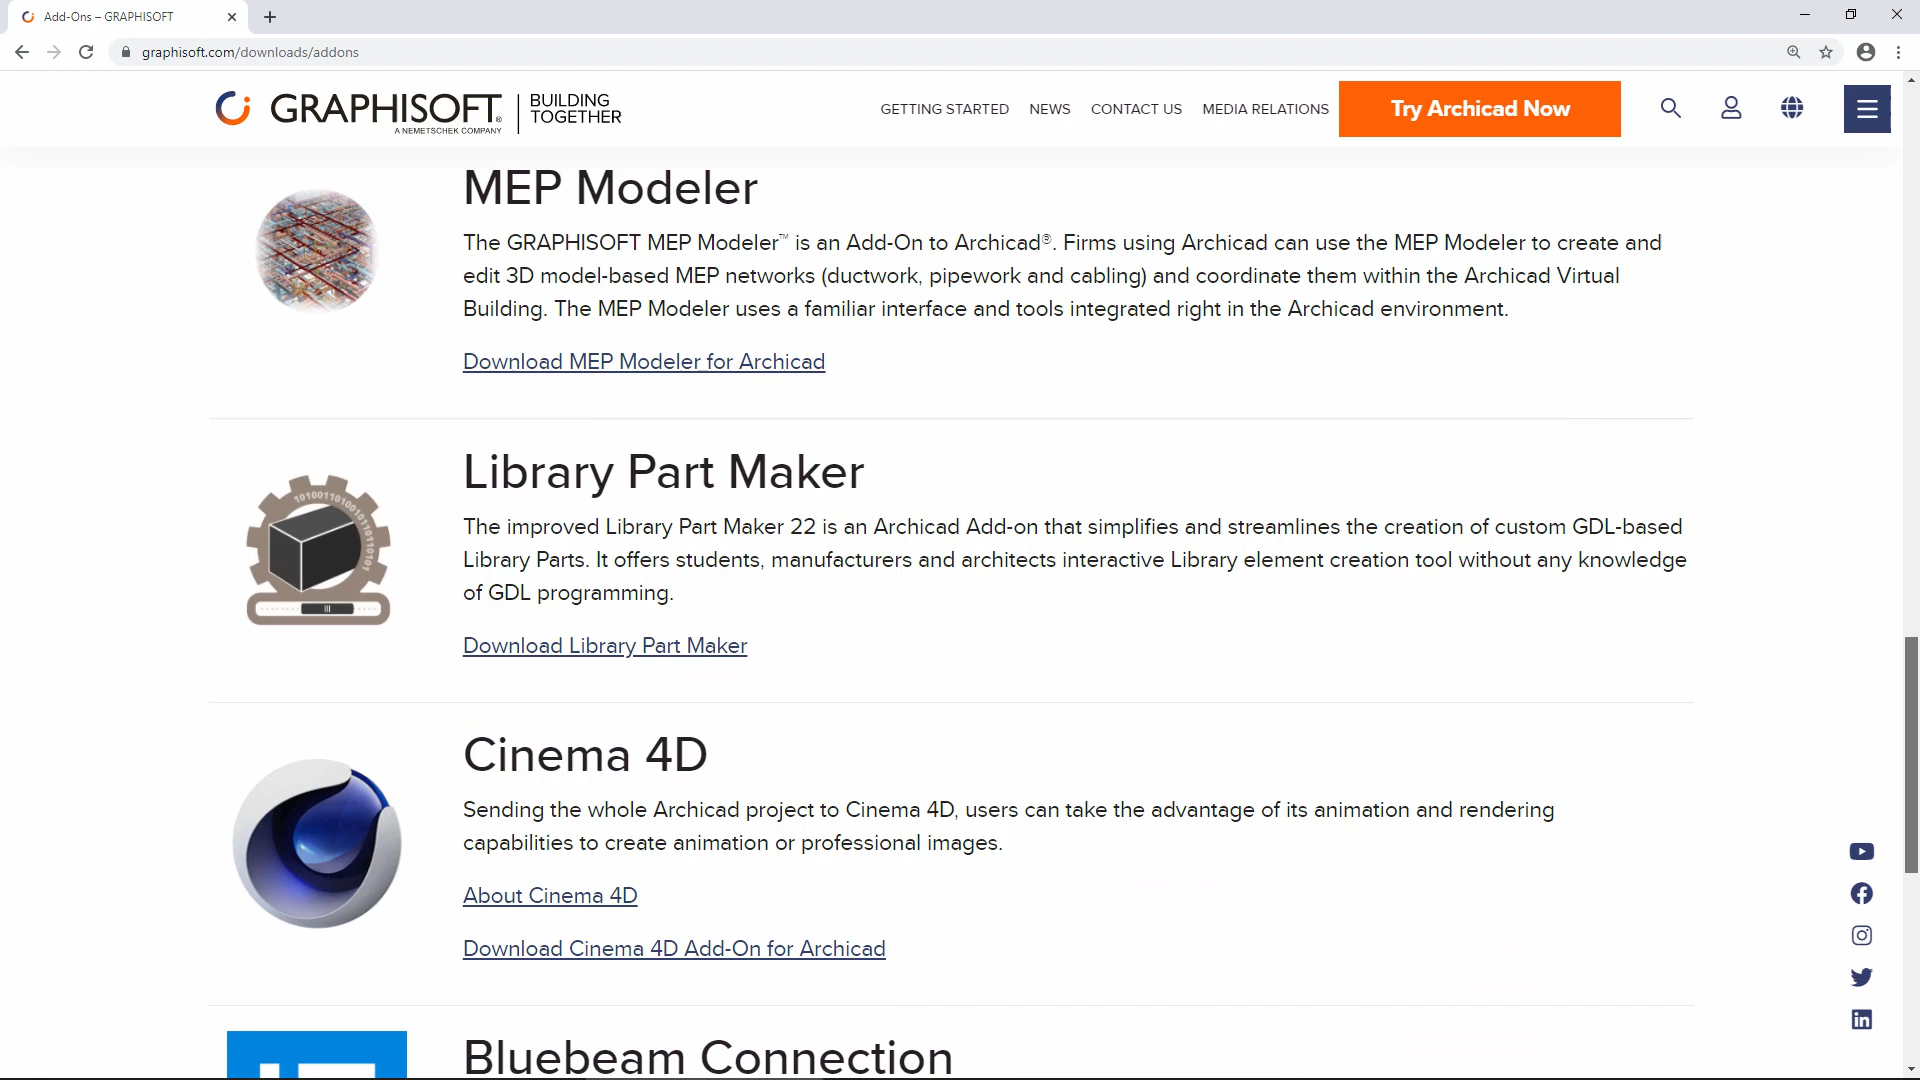 Add-Ons – GRAPHISOFT
graphisoft.com/downloads/addons
GRAPHISOFT®
A NEMETSCHEK COMPANY
BUILDING
TOGETHER
GETTING STARTED
NEWS
CONTACT US
MEDIA RELATIONS
Try Archicad Now
MEP Modeler
The GRAPHISOFT MEP Modeler™ is an Add-On to Archicad®. Firms using Archicad can use the MEP Modeler to create and
edit 3D model-based MEP networks (ductwork, pipework and cabling) and coordinate them within the Archicad Virtual
Building. The MEP Modeler uses a familiar interface and tools integrated right in the Archicad environment.
Download MEP Modeler for Archicad
Library Part Maker
The improved Library Part Maker 22 is an Archicad Add-on that simplifies and streamlines the creation of custom GDL-based
Library Parts. It offers students, manufacturers and architects interactive Library element creation tool without any knowledge
of GDL programming.
Download Library Part Maker
Cinema 4D
Sending the whole Archicad project to Cinema 4D, users can take the advantage of its animation and rendering
capabilities to create animation or professional images.
About Cinema 4D
Download Cinema 4D Add-On for Archicad
Bluebeam Connection